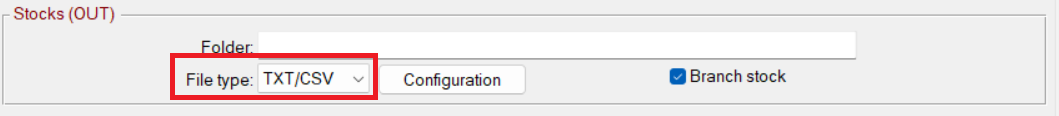 Stocks (OUT)
Folder:
File type: TXT/CSV Configuration Branch stock